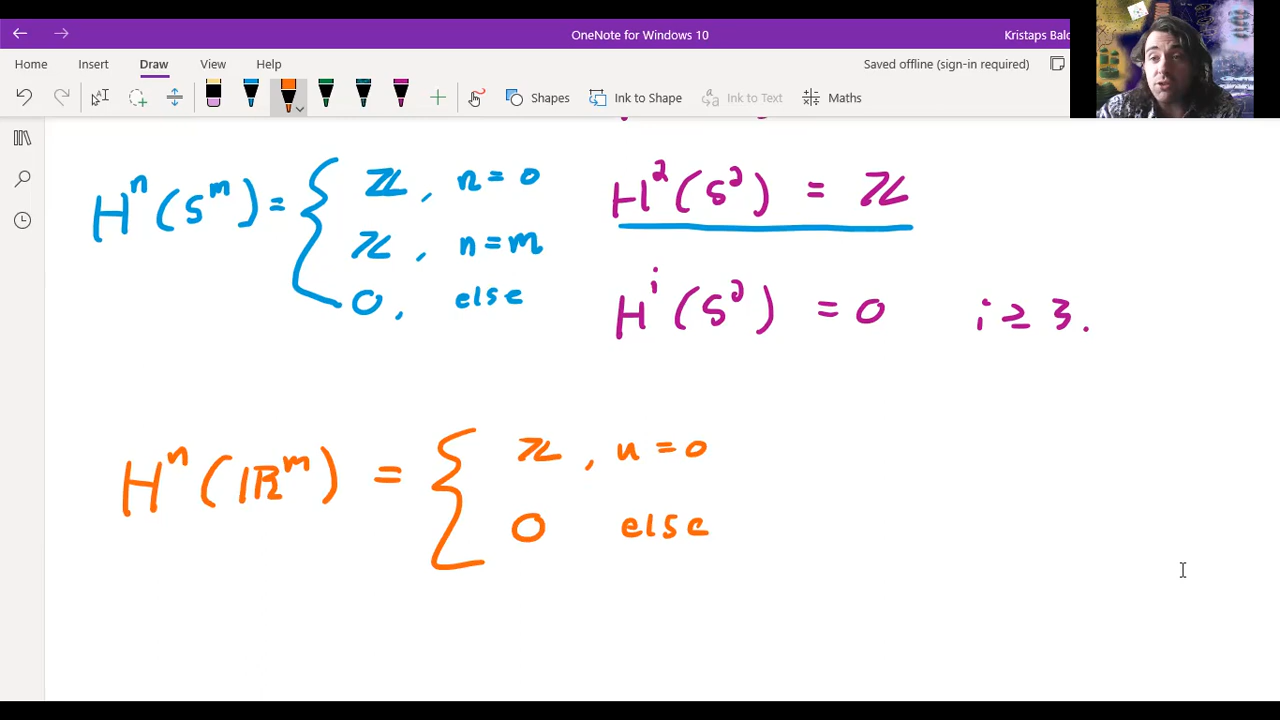 OneNote for Windows 10
Kristaps Balo
Home Insert Draw View Help
Saved offline (sign-in required)
Shapes Ink to Shape Ink to Text Maths
Hⁿ(Sᵐ) = { ℤ, n = 0
ℤ, n = m
0, else
H²(S²) = ℤ
Hⁱ(S²) = 0 i ≥ 3.
Hⁿ(ℝᵐ) = { ℤ, n = 0
0 else